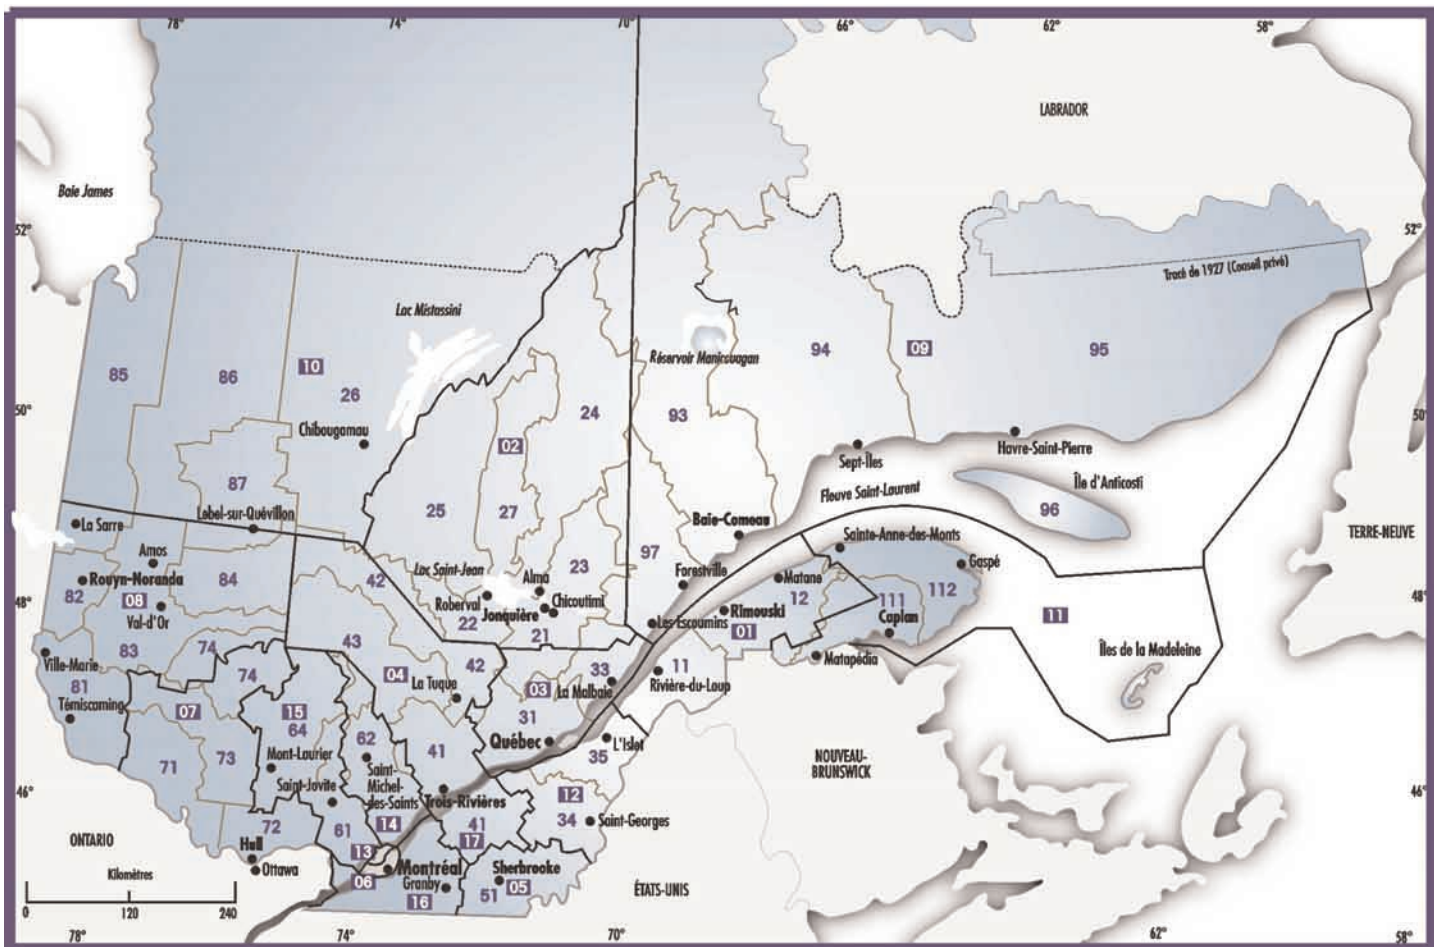 78°
74°
70°
66°
62°
58°
LABRADOR
Baie James
52°
52°
Tracé de 1927 (Conseil privé)
Lac Mistassini
Réservoir Manicouagan
94
09
95
85
86
10
26
24
93
50°
50°
Chibougamau
02
Havre-Saint-Pierre
Sept-Îles
87
Île d'Anticosti
Fleuve Saint-Laurent
25
27
96
La Sarre
Lebel-sur-Quévillon
Baie-Comeau
TERRE-NEUVE
Sainte-Anne-des-Monts
Amos
97
Gaspé
Rouyn-Noranda
84
42
Lac Saint-Jean
Alma
23
Forestville
Matane
112
82
08
Roberval
Chicoutimi
12
111
48°
48°
Val-d'Or
Jonquière
Rimouski
Caplan
11
22
21
Les Escoumins
01
83
74
43
Îles de la Madeleine
Ville-Marie
42
33
11
Matapédia
74
04
81
La Tuque
03
La Malbaie
Rivière-du-Loup
Témiscaming
07
15
31
64
62
41
Québec
L'Islet
35
71
73
Mont-Laurier
Saint-
Michel-
des-Saints
NOUVEAU-
BRUNSWICK
Saint-Jovite
46°
46°
Trois-Rivières
12
34
Saint-Georges
72
61
14
41
17
ONTARIO
13
Hull
Ottawa
Montréal
Sherbrooke
Kilomètres
06
Granby
51
05
ÉTATS-UNIS
16
0
120
240
78°
74°
70°
62°
58°